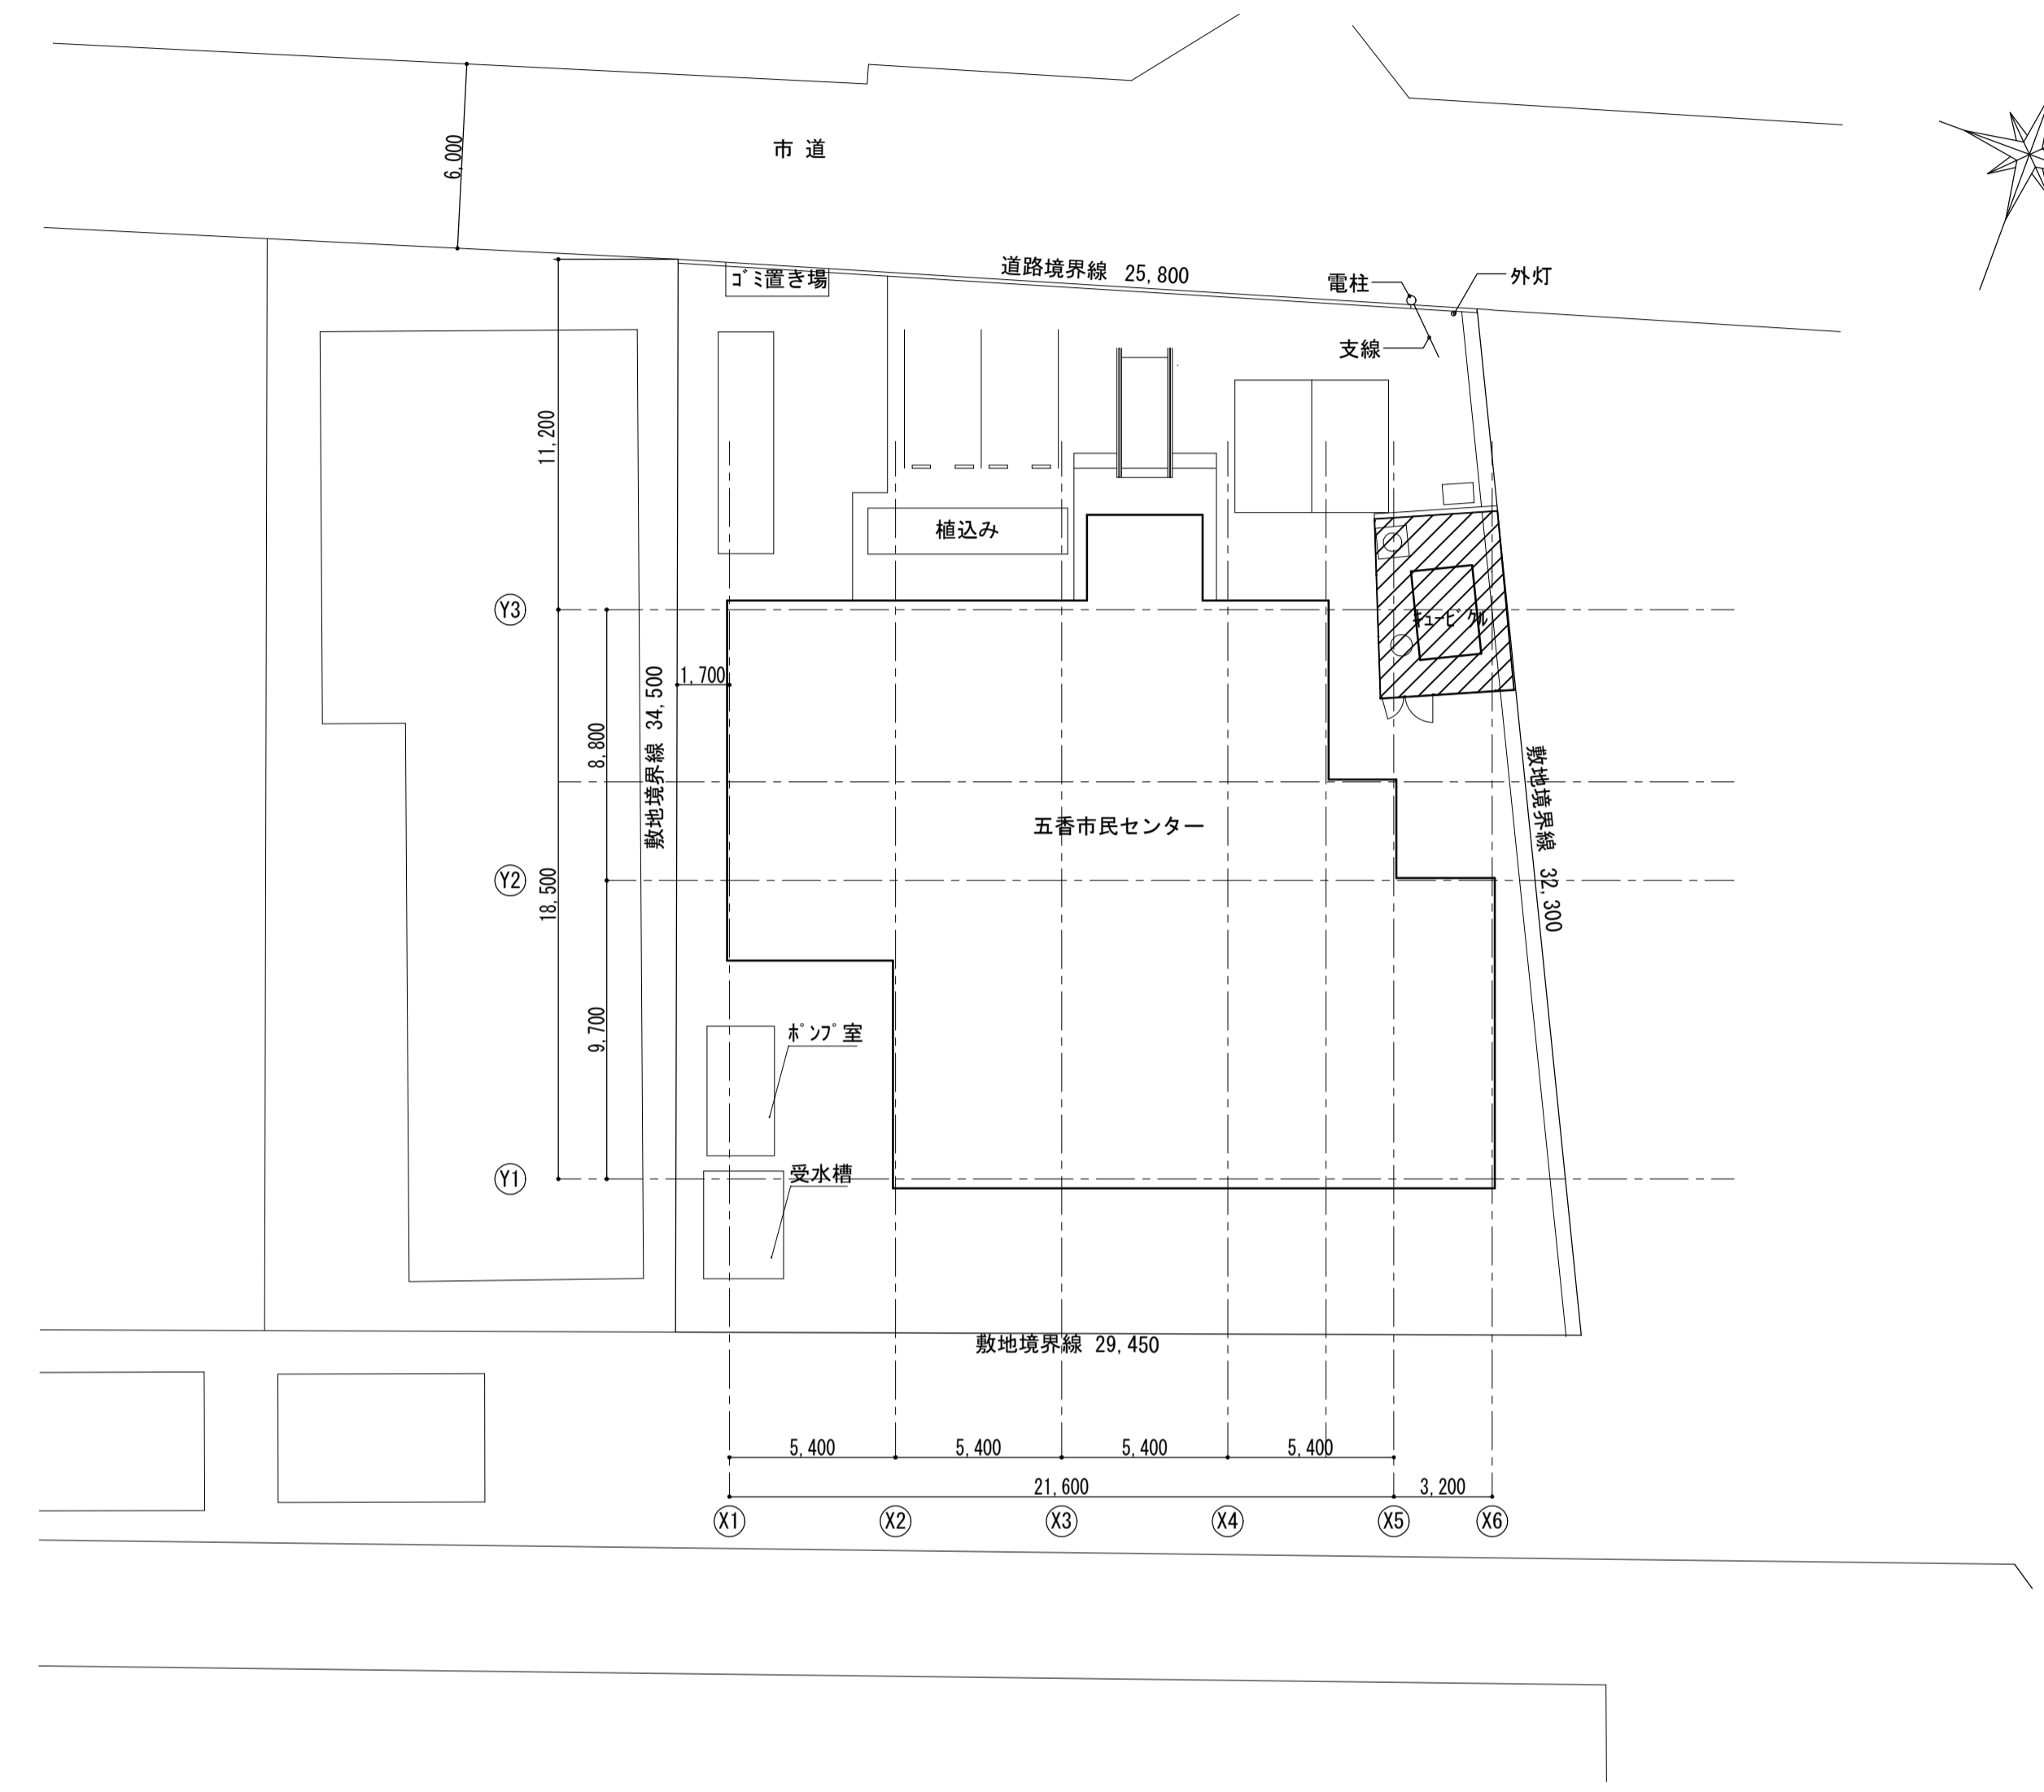 市 道
6,000
道路境界線 25,800
ｺﾞﾐ置き場
電柱
外灯
支線
11,200
植込み
Y3
ｷｭｰﾋﾞｸﾙ
1,700
敷地境界線 34,500
8,800
敷地境界線 32,300
五香市民センター
Y2
18,500
9,700
ﾎﾟﾝﾌﾟ室
受水槽
Y1
敷地境界線 29,450
5,400
5,400
5,400
5,400
21,600
3,200
X1
X2
X3
X4
X5
X6